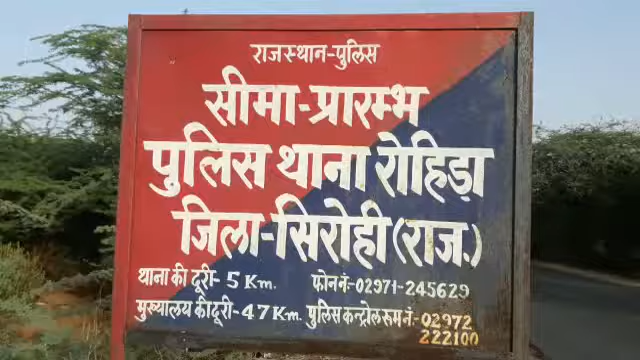 राजस्थान-पुलिस
सीमा-प्रारम्भ
पुलिस थाना रोहिड़ा
जिला-सिरोही(राज.)
थाना की दूरी- 5 Km. फोन नं:-02971-245629
मुख्यालय की दूरी-47 Km. पुलिस कन्ट्रोल रूम नं:-02972
222100